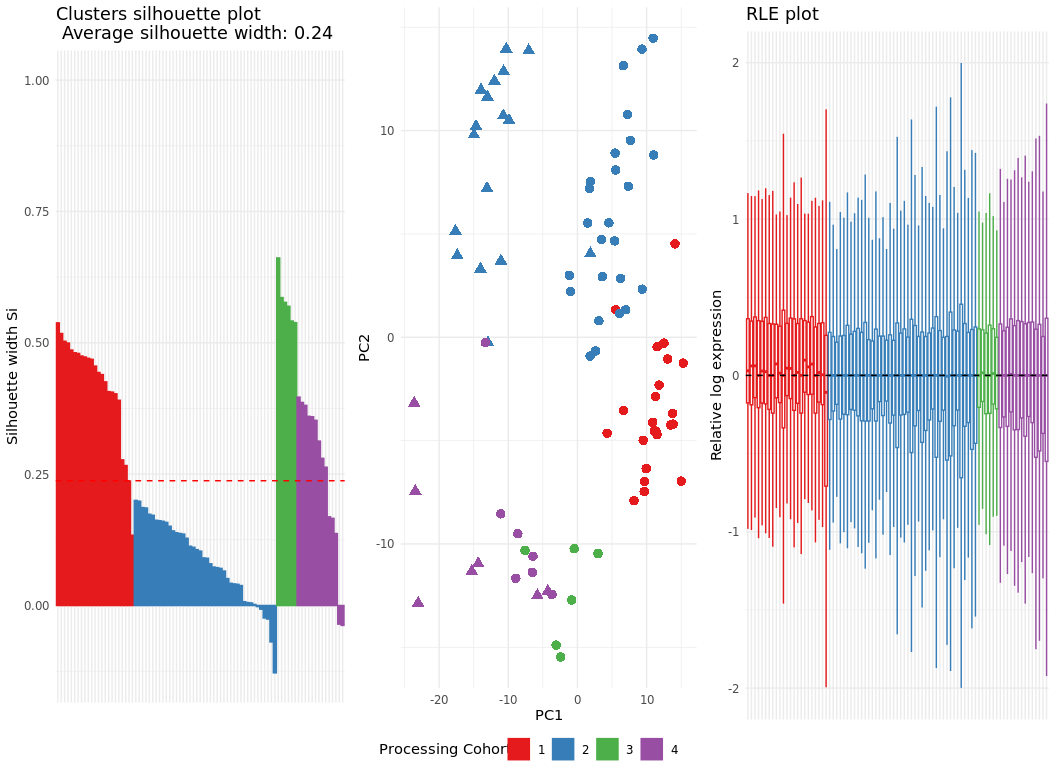 Clusters silhouette plot
Average silhouette width: 0.24
Silhouette width Si
1.00
0.75
0.50
0.25
0.00
PC2
10
0
-10
-20
-10
0
10
PC1
RLE plot
Relative log expression
2
1
0
-1
-2
Processing Cohort 1 2 3 4